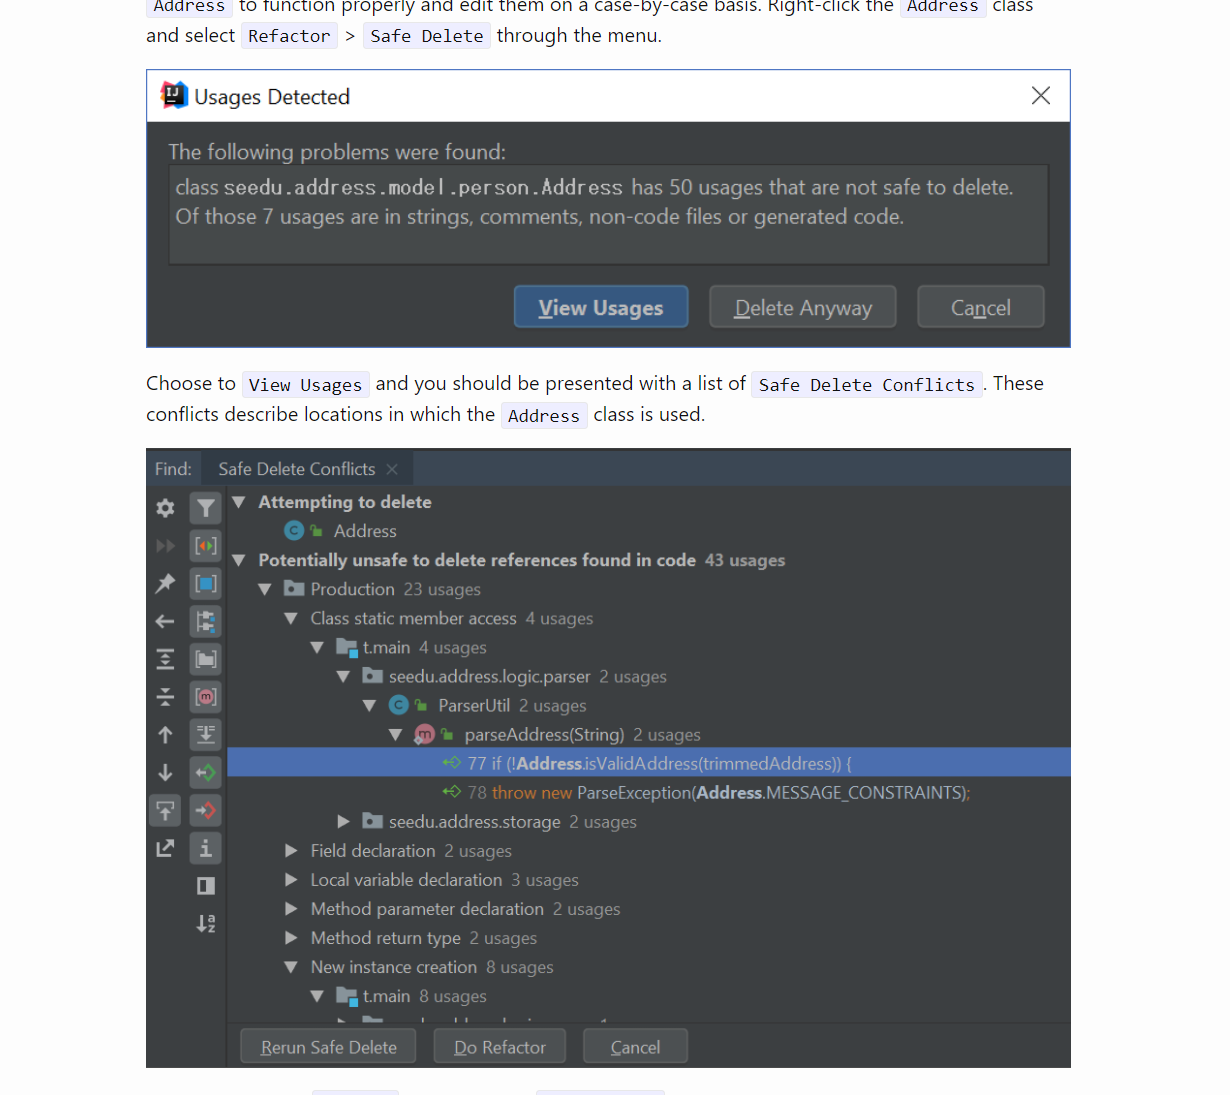 Address to function properly and edit them on a case-by-case basis. Right-click the Address class
and select Refactor > Safe Delete through the menu.
IJ Usages Detected
The following problems were found:
class seedu.address.model.person.Address has 50 usages that are not safe to delete.
Of those 7 usages are in strings, comments, non-code files or generated code.
View Usages Delete Anyway Cancel
Choose to View Usages and you should be presented with a list of Safe Delete Conflicts. These
conflicts describe locations in which the Address class is used.
Find: Safe Delete Conflicts
Attempting to delete
C Address
Potentially unsafe to delete references found in code 43 usages
Production 23 usages
Class static member access 4 usages
t.main 4 usages
seedu.address.logic.parser 2 usages
C ParserUtil 2 usages
m parseAddress(String) 2 usages
77 if (!Address.isValidAddress(trimmedAddress)) {
78 throw new ParseException(Address.MESSAGE_CONSTRAINTS);
seedu.address.storage 2 usages
Field declaration 2 usages
Local variable declaration 3 usages
Method parameter declaration 2 usages
Method return type 2 usages
New instance creation 8 usages
t.main 8 usages
Rerun Safe Delete Do Refactor Cancel